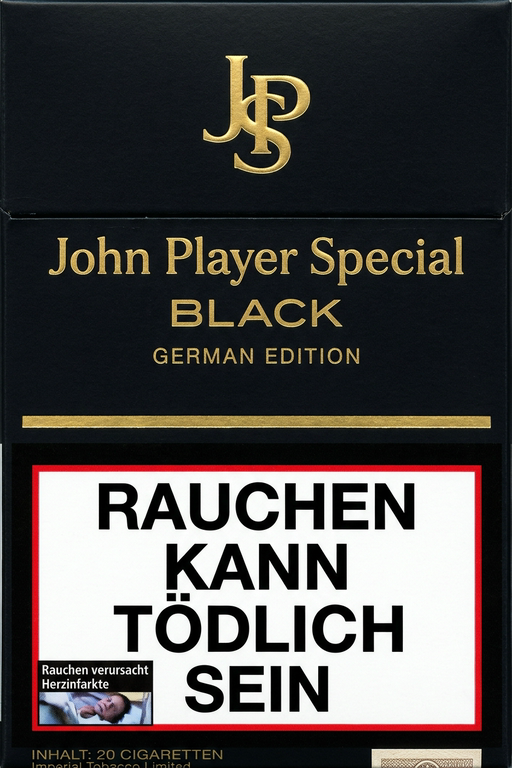 JPS
John Player Special
BLACK
GERMAN EDITION
RAUCHEN
KANN
TÖDLICH
SEIN
Rauchen verursacht
Herzinfarkte
INHALT: 20 CIGARETTEN
Imperial Tobacco Limited